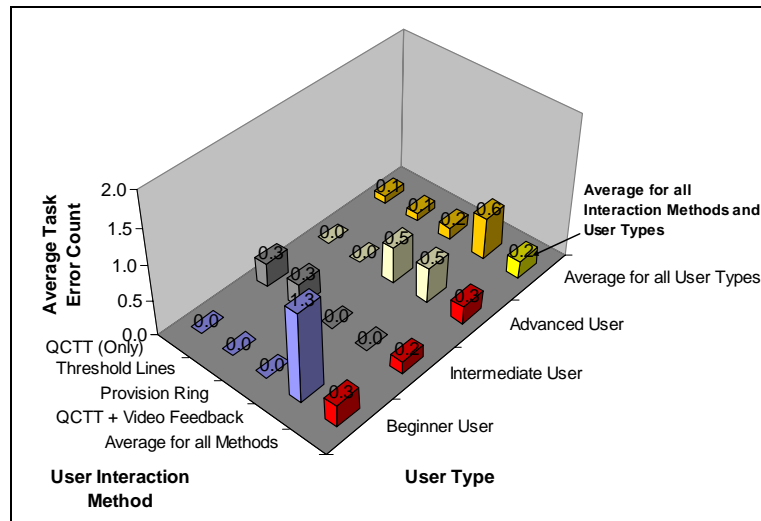 Average Task
Error Count
2.0
1.5
1.0
0.5
0.0
0.1
0.1
0.2
0.6
0.2
0.0
0.0
0.5
0.5
0.3
0.3
0.3
0.0
0.0
0.2
0.0
0.0
0.0
1.3
0.3
Average for all
Interaction Methods and
User Types
Average for all User Types
Advanced User
Intermediate User
Beginner User
QCTT (Only)
Threshold Lines
Provision Ring
QCTT + Video Feedback
Average for all Methods
User Interaction
Method
User Type